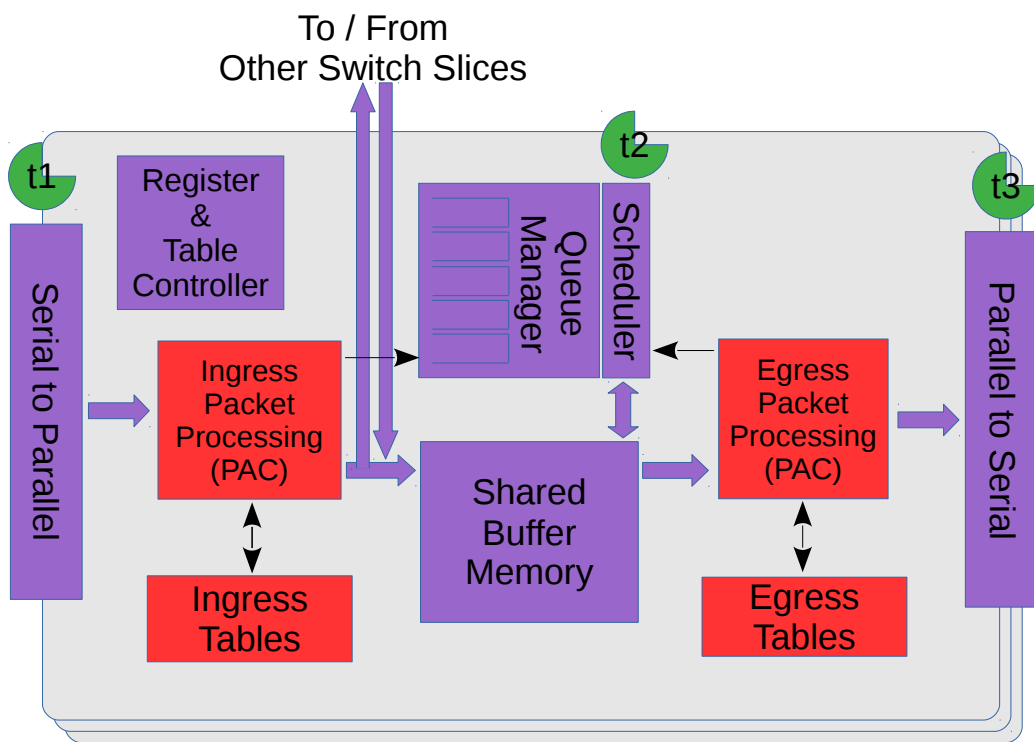 To / From
Other Switch Slices
t1
t2
t3
Register
&
Table
Controller
Queue
Manager
Scheduler
Serial to Parallel
Ingress
Packet
Processing
(PAC)
Egress
Packet
Processing
(PAC)
Parallel to Serial
Shared
Buffer
Memory
Ingress
Tables
Egress
Tables